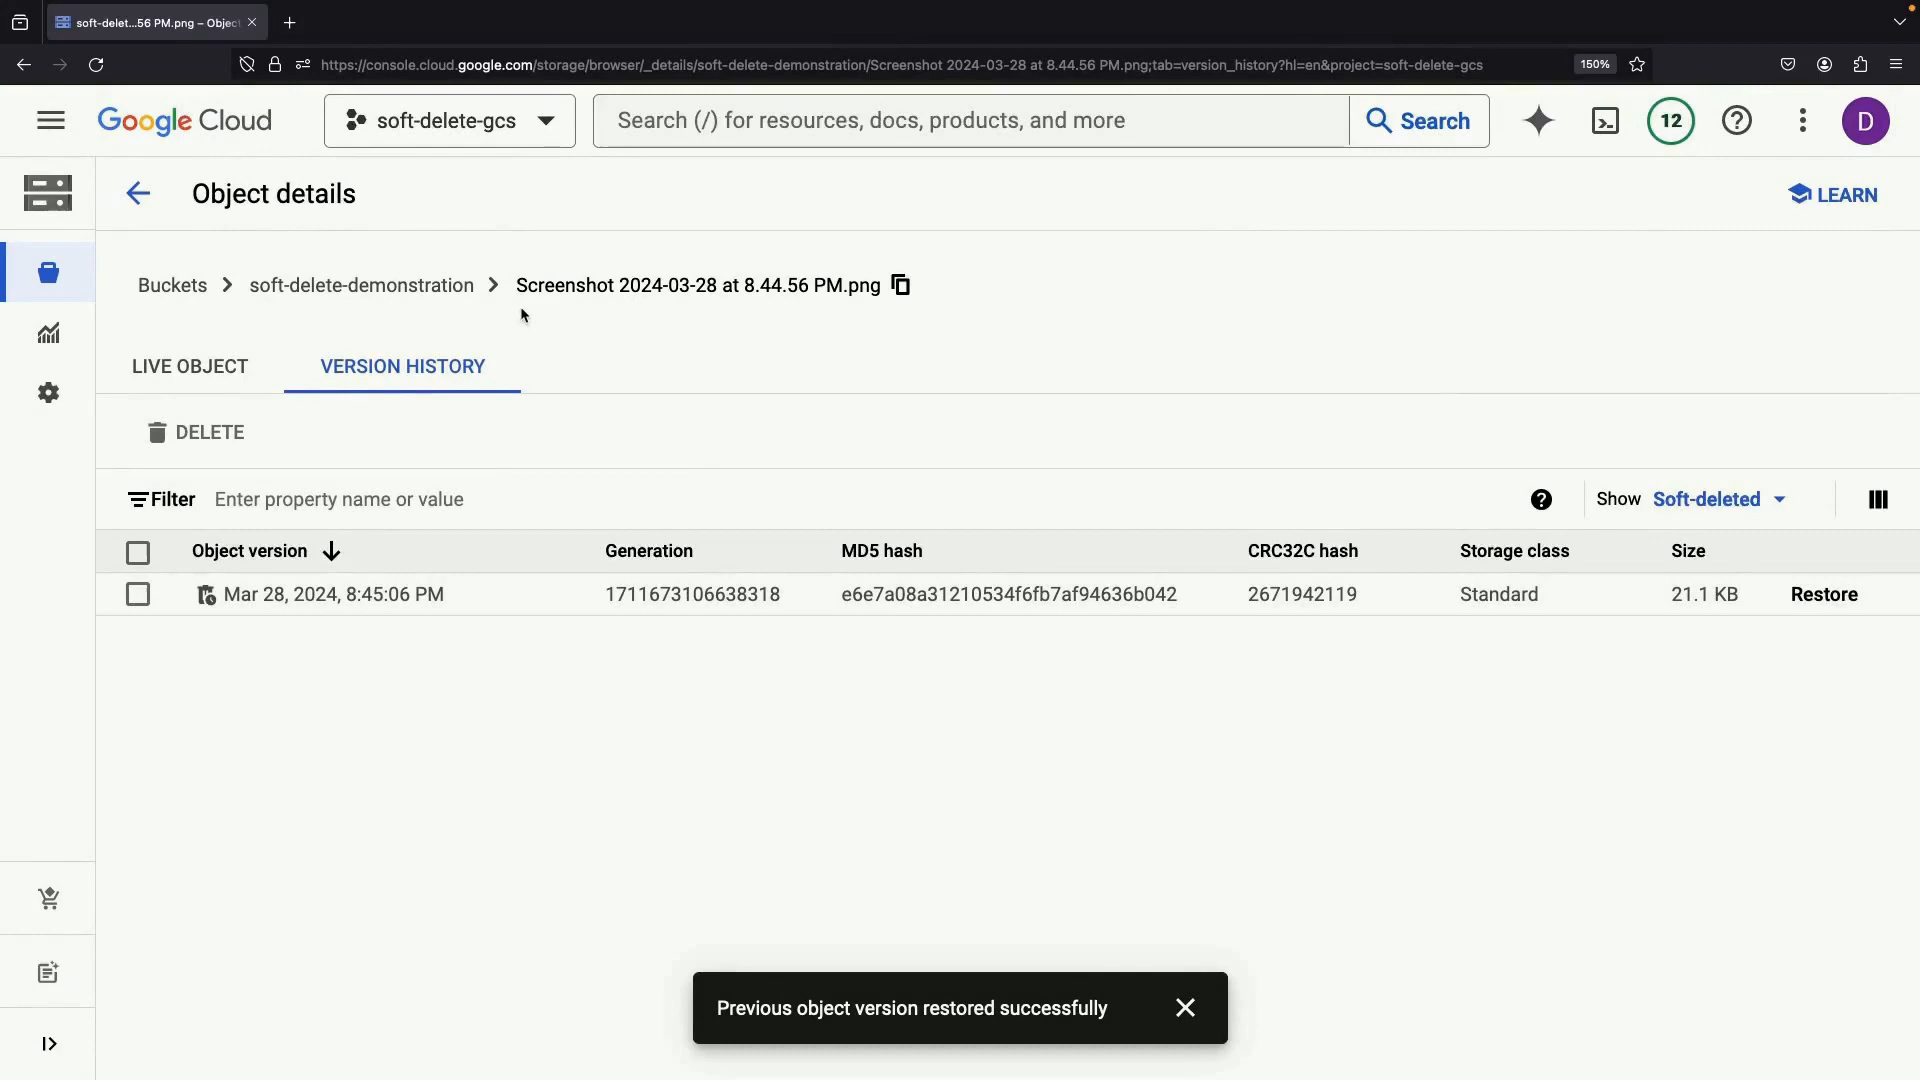 soft-delet...56 PM.png – Objec
https://console.cloud.google.com/storage/browser/_details/soft-delete-demonstration/Screenshot 2024-03-28 at 8.44.56 PM.png;tab=version_history?hl=en&project=soft-delete-gcs
150%
Google Cloud
soft-delete-gcs
Search (/) for resources, docs, products, and more
Search
12
D
Object details
LEARN
Buckets
soft-delete-demonstration
Screenshot 2024-03-28 at 8.44.56 PM.png
LIVE OBJECT
VERSION HISTORY
DELETE
Filter
Enter property name or value
Show
Soft-deleted
Object version
Generation
MD5 hash
CRC32C hash
Storage class
Size
Mar 28, 2024, 8:45:06 PM
1711673106638318
e6e7a08a31210534f6fb7af94636b042
2671942119
Standard
21.1 KB
Restore
Previous object version restored successfully